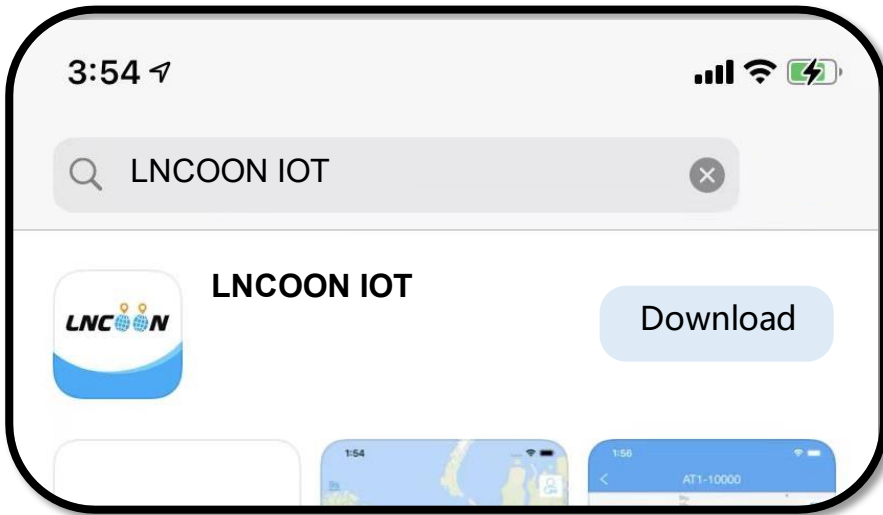 3:54
LNCOON IOT
LNCOON IOT
LNCOON
Download
1:54
1:56
AT1-10000